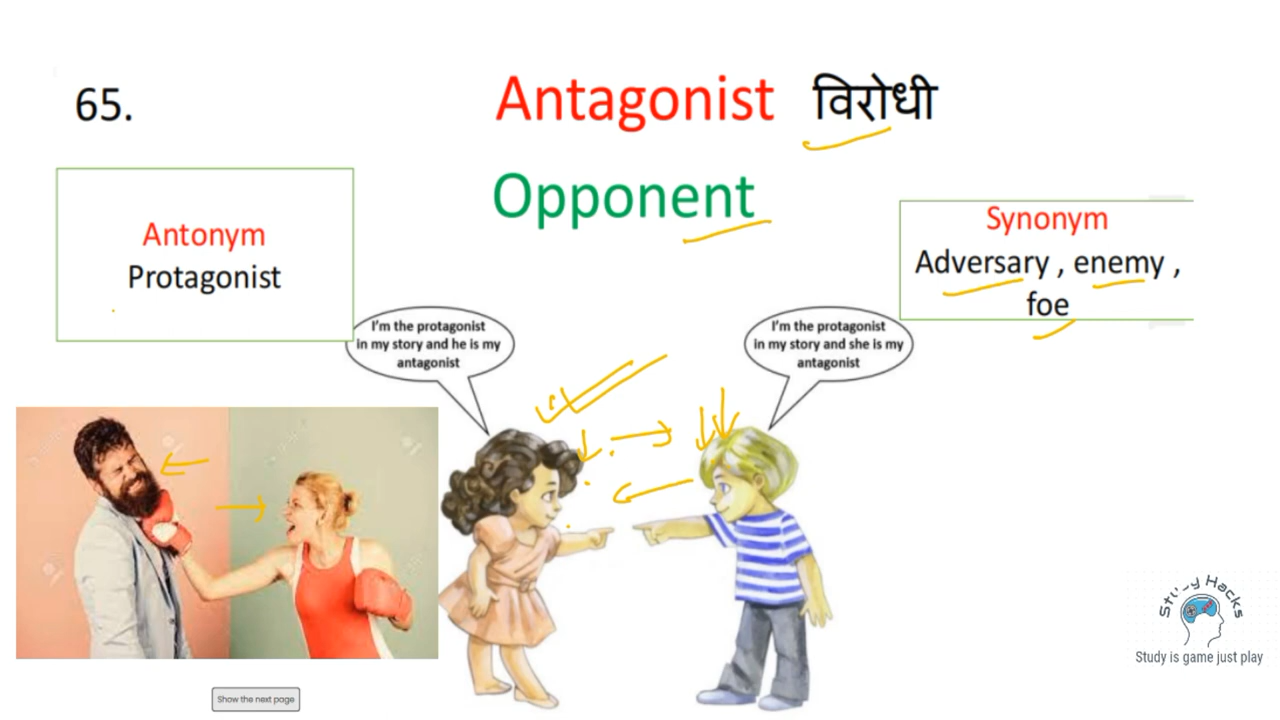 65.
Antagonist विरोधी
Opponent
Antonym
Protagonist
Synonym
Adversary , enemy ,
foe
I'm the protagonist
in my story and he is my
antagonist
I'm the protagonist
in my story and she is my
antagonist
Study Hacks
Study is game just play
Show the next page